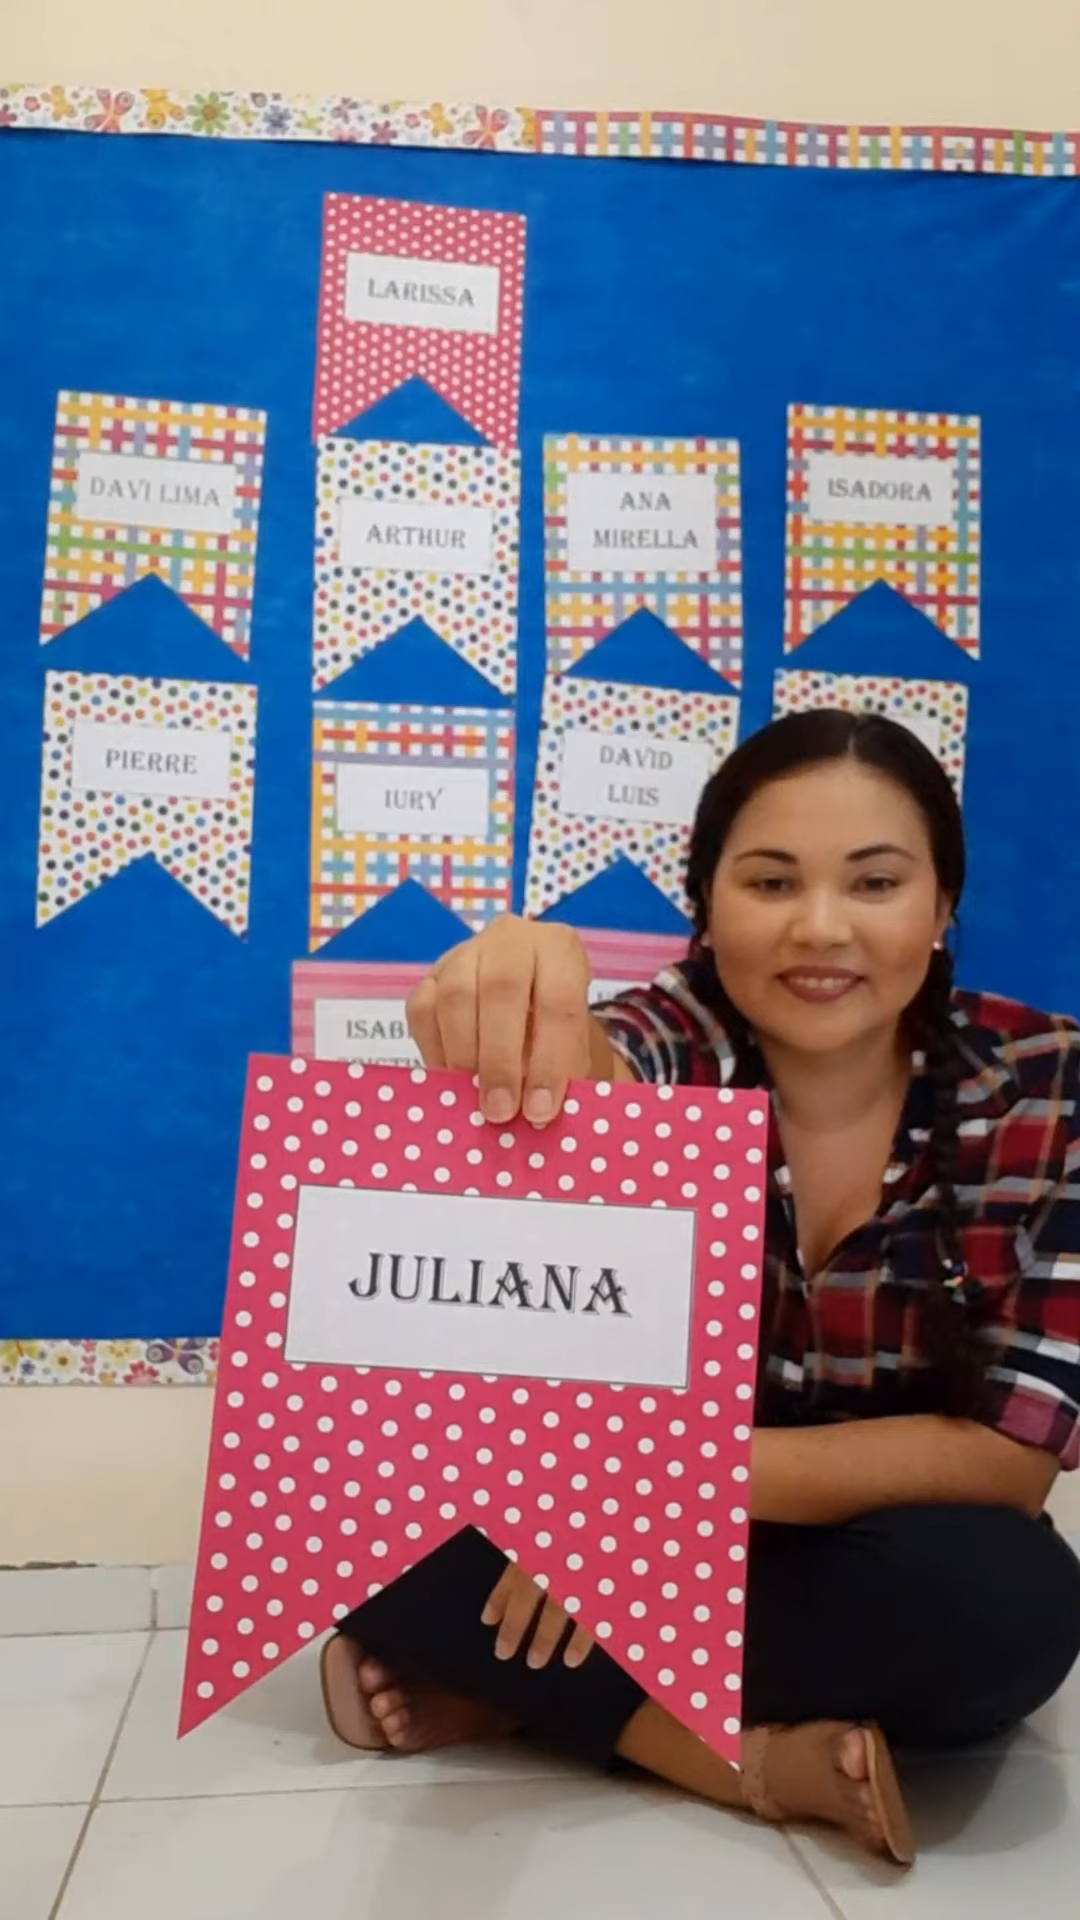 LARISSA
DAVI LIMA
ARTHUR
ANA
MIRELLA
ISADORA
PIERRE
IURY
DAVID
LUIS
JULIANA